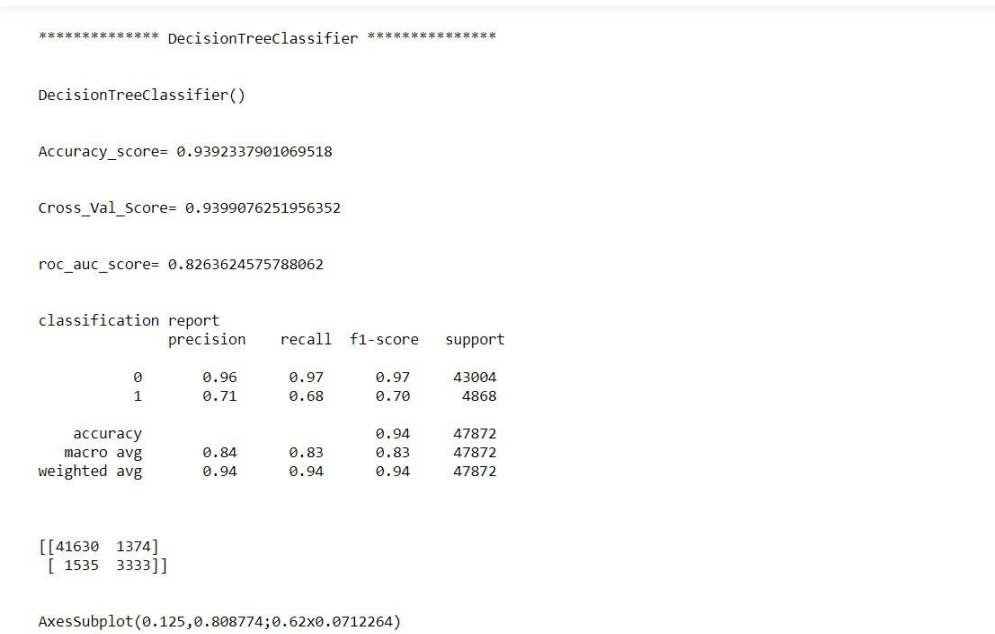 ************** DecisionTreeClassifier ***************
DecisionTreeClassifier()
Accuracy_score= 0.9392337901069518
Cross_Val_Score= 0.9399076251956352
roc_auc_score= 0.8263624575788062
classification report
precision recall f1-score support
0 0.96 0.97 0.97 43004
1 0.71 0.68 0.70 4868
accuracy 0.94 47872
macro avg 0.84 0.83 0.83 47872
weighted avg 0.94 0.94 0.94 47872
[[41630 1374]
[ 1535 3333]]
AxesSubplot(0.125,0.808774;0.62x0.0712264)